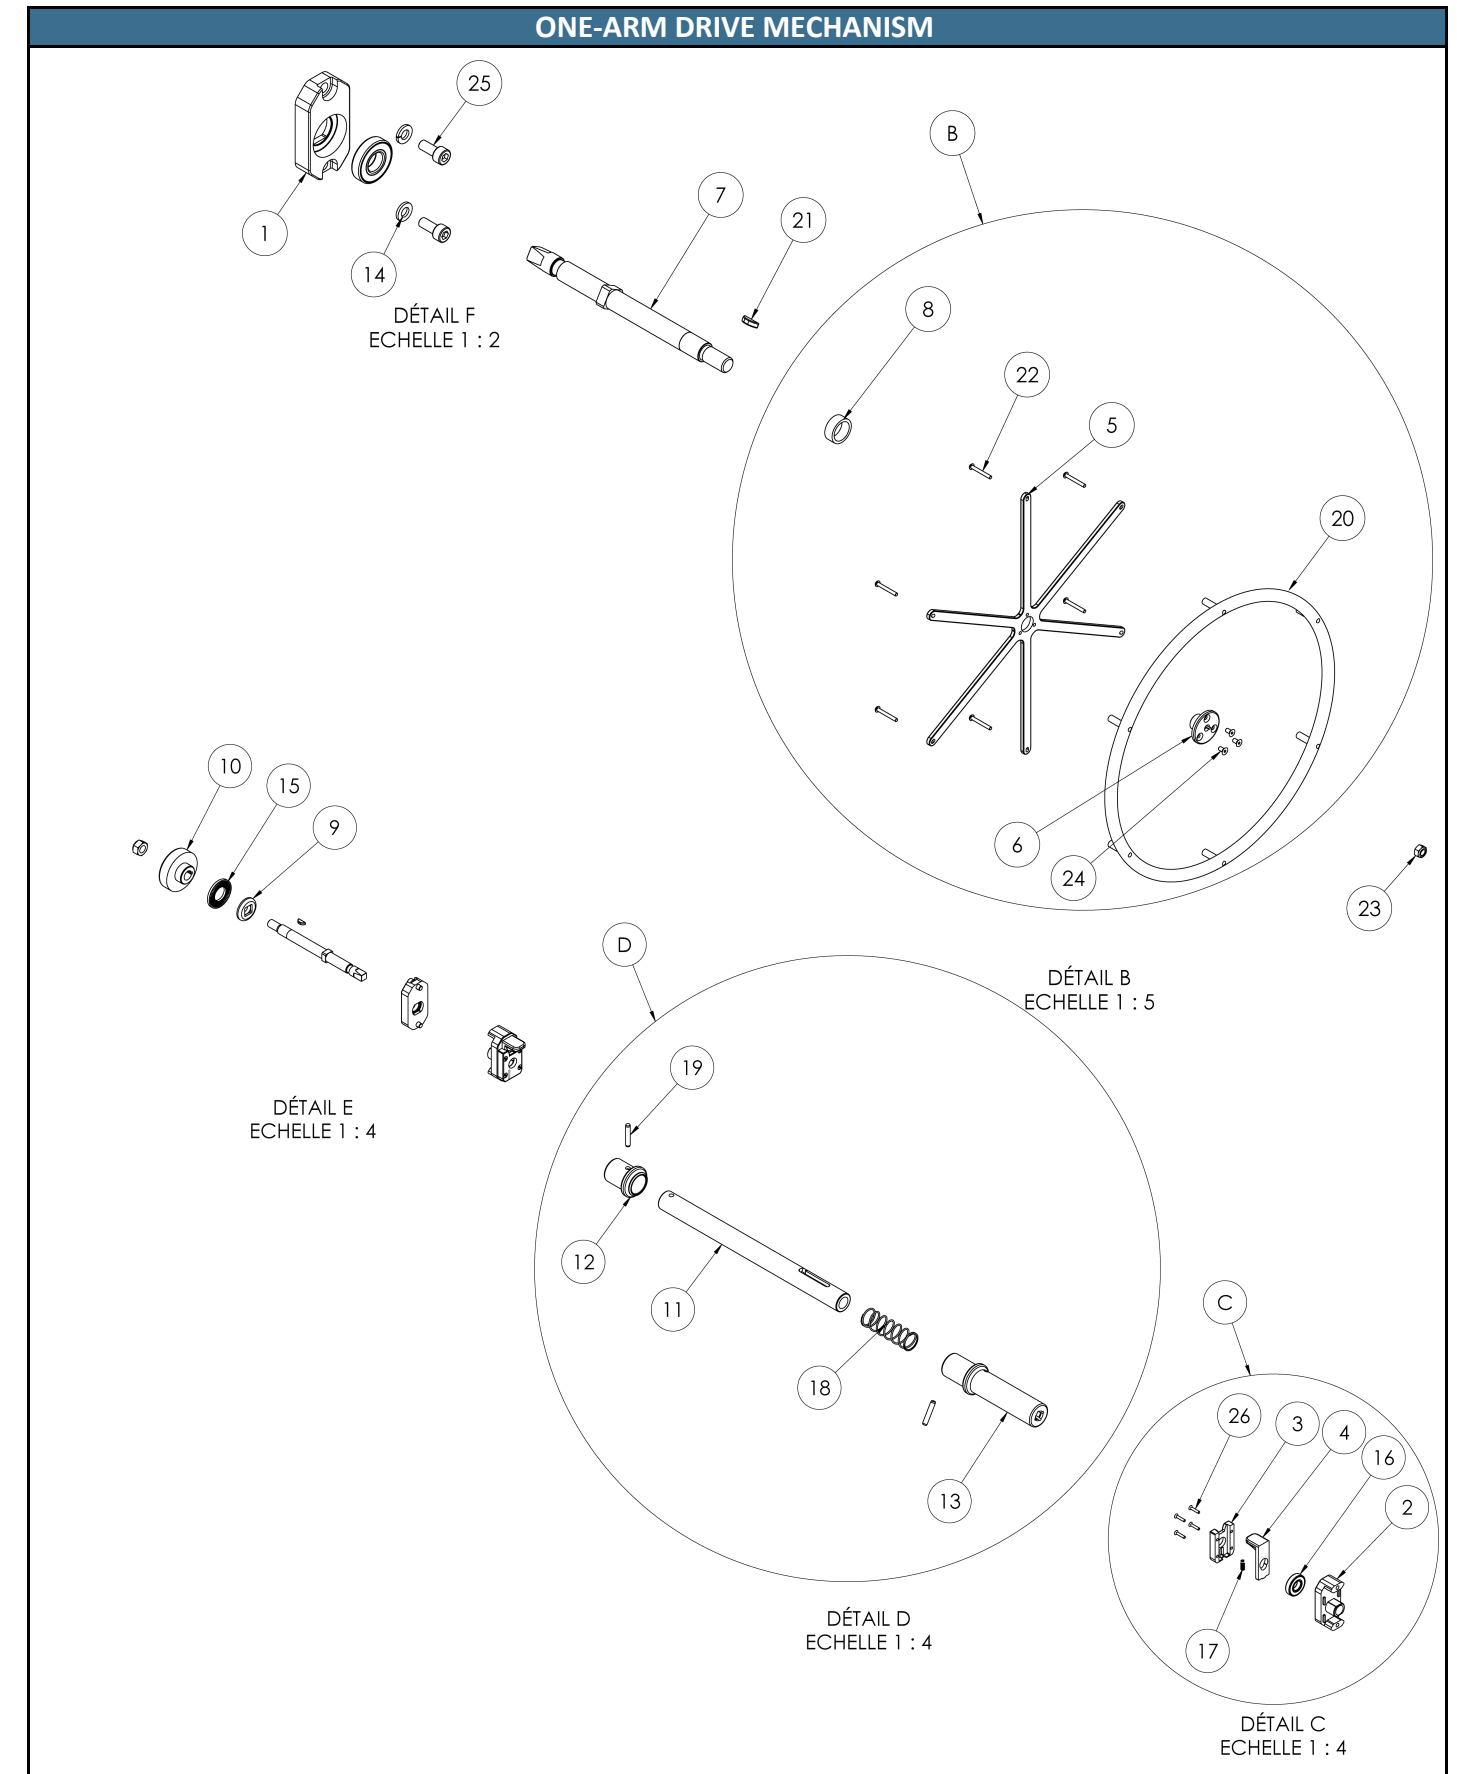 ONE-ARM DRIVE MECHANISM
25
B
1
14
7
21
DÉTAIL F
ECHELLE 1 : 2
8
22
5
20
10
15
9
6
24
23
D
DÉTAIL B
ECHELLE 1 : 5
19
DÉTAIL E
ECHELLE 1 : 4
12
11
18
13
C
26
3
4
16
2
17
DÉTAIL D
ECHELLE 1 : 4
DÉTAIL C
ECHELLE 1 : 4